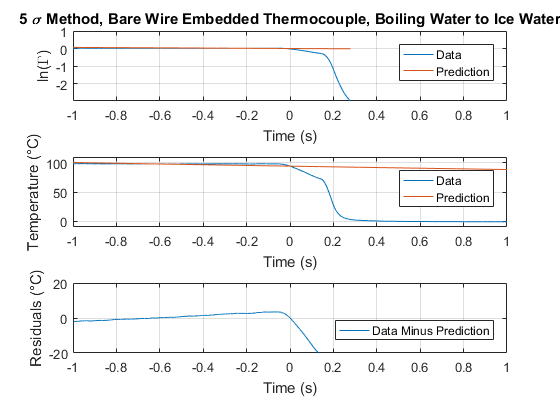 5 σ Method, Bare Wire Embedded Thermocouple, Boiling Water to Ice Water
ln(Γ)
1
0
-1
-2
Data
Prediction
-1 -0.8 -0.6 -0.4 -0.2 0 0.2 0.4 0.6 0.8 1
Time (s)
Temperature (°C)
100
50
0
Data
Prediction
-1 -0.8 -0.6 -0.4 -0.2 0 0.2 0.4 0.6 0.8 1
Time (s)
Residuals (°C)
20
0
-20
Data Minus Prediction
-1 -0.8 -0.6 -0.4 -0.2 0 0.2 0.4 0.6 0.8 1
Time (s)